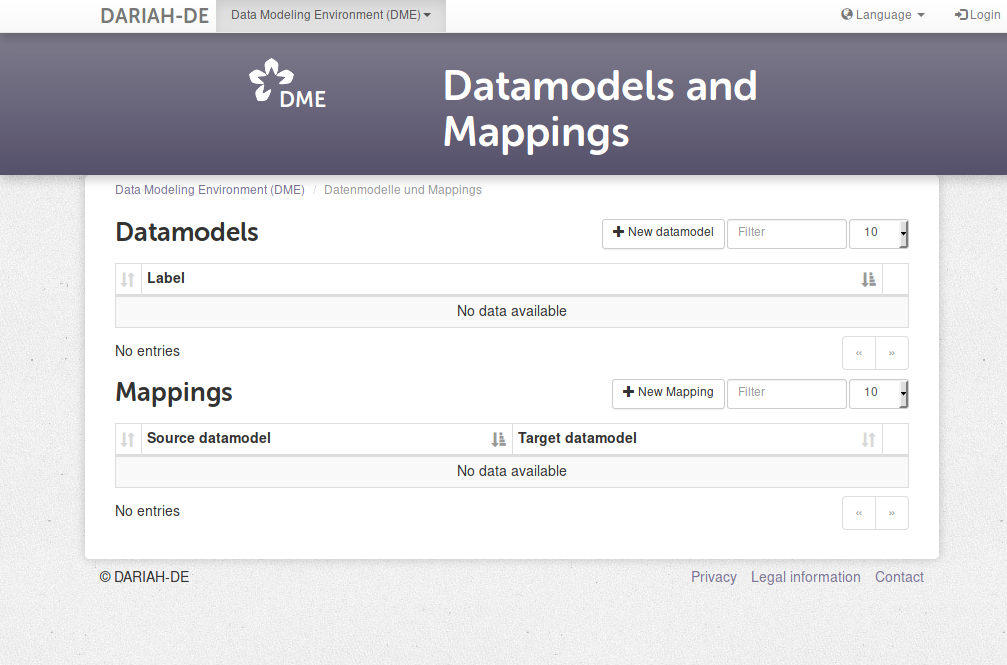 DARIAH-DE Data Modeling Environment (DME) Language Login
DME
Datamodels and
Mappings
Data Modeling Environment (DME) / Datenmodelle und Mappings
Datamodels + New datamodel Filter 10
Label
No data available
No entries « »
Mappings + New Mapping Filter 10
Source datamodel Target datamodel
No data available
No entries « »
© DARIAH-DE Privacy Legal information Contact